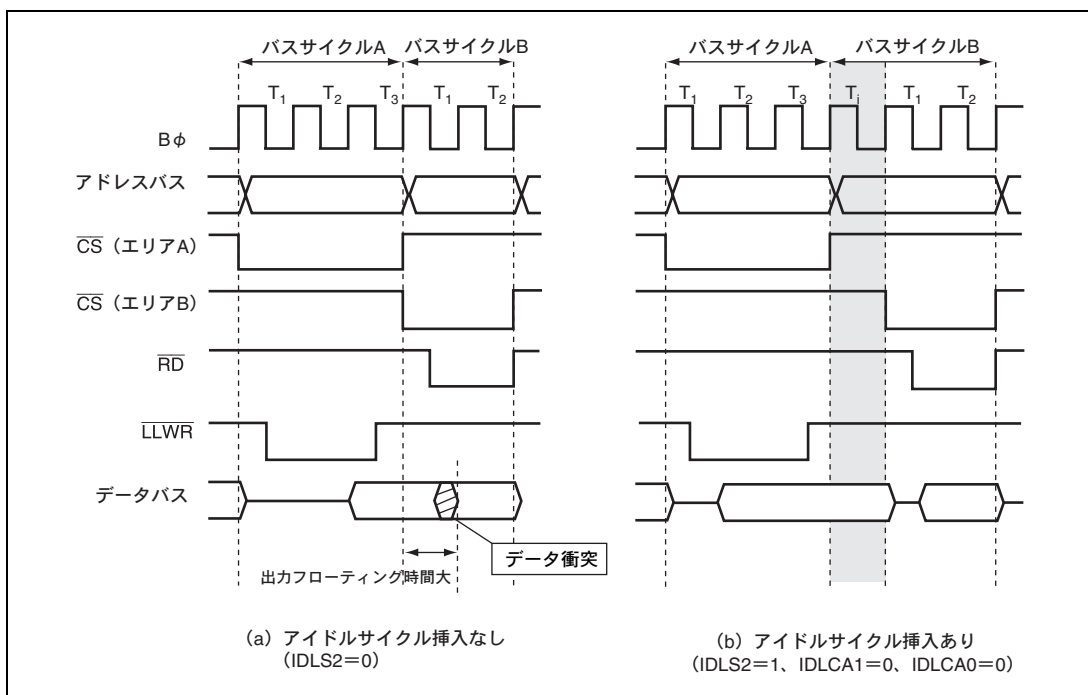 バスサイクルA バスサイクルB バスサイクルA バスサイクルB
T1 T2 T3 T1 T2 T1 T2 T3 Ti T1 T2
Bφ
アドレスバス
CS（エリアA）
CS（エリアB）
RD
LLWR
データバス
データ衝突
出力フローティング時間大
(a) アイドルサイクル挿入なし
(IDLS2=0)
(b) アイドルサイクル挿入あり
(IDLS2=1、IDLCA1=0、IDLCA0=0)